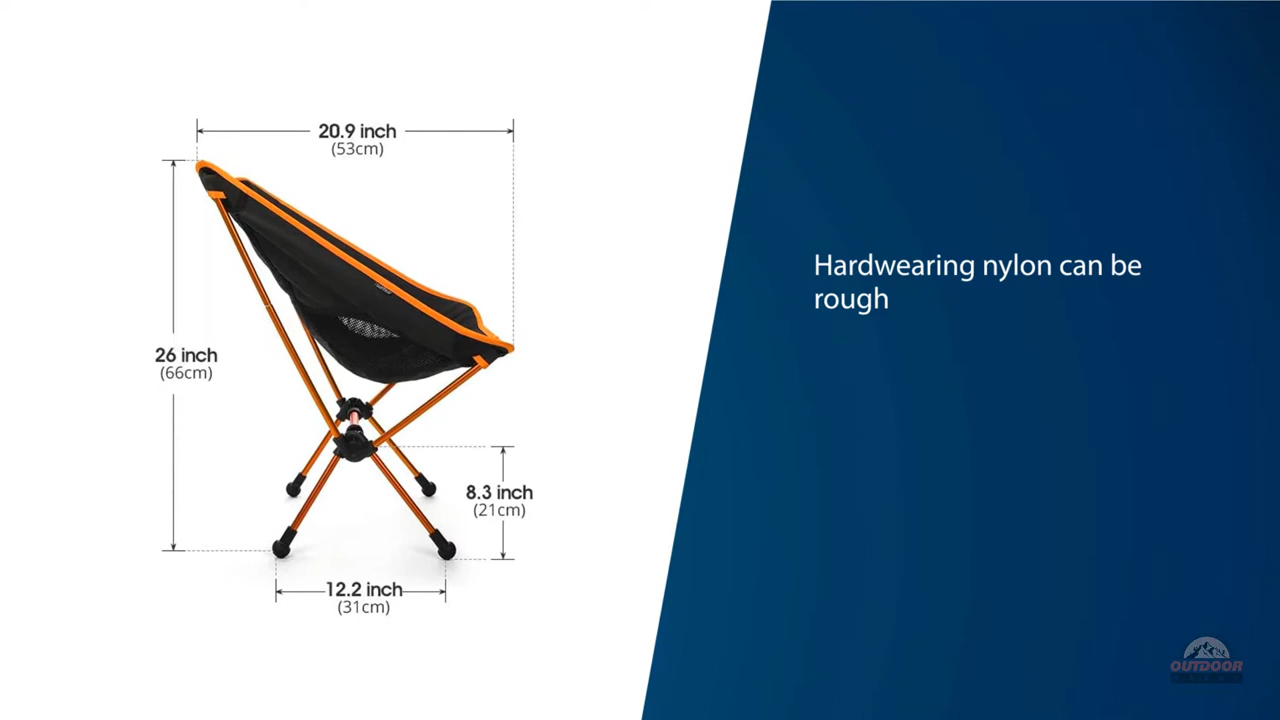 20.9 inch
(53cm)
26 inch
(66cm)
8.3 inch
(21cm)
12.2 inch
(31cm)
Hardwearing nylon can be
rough
OUTDOOR